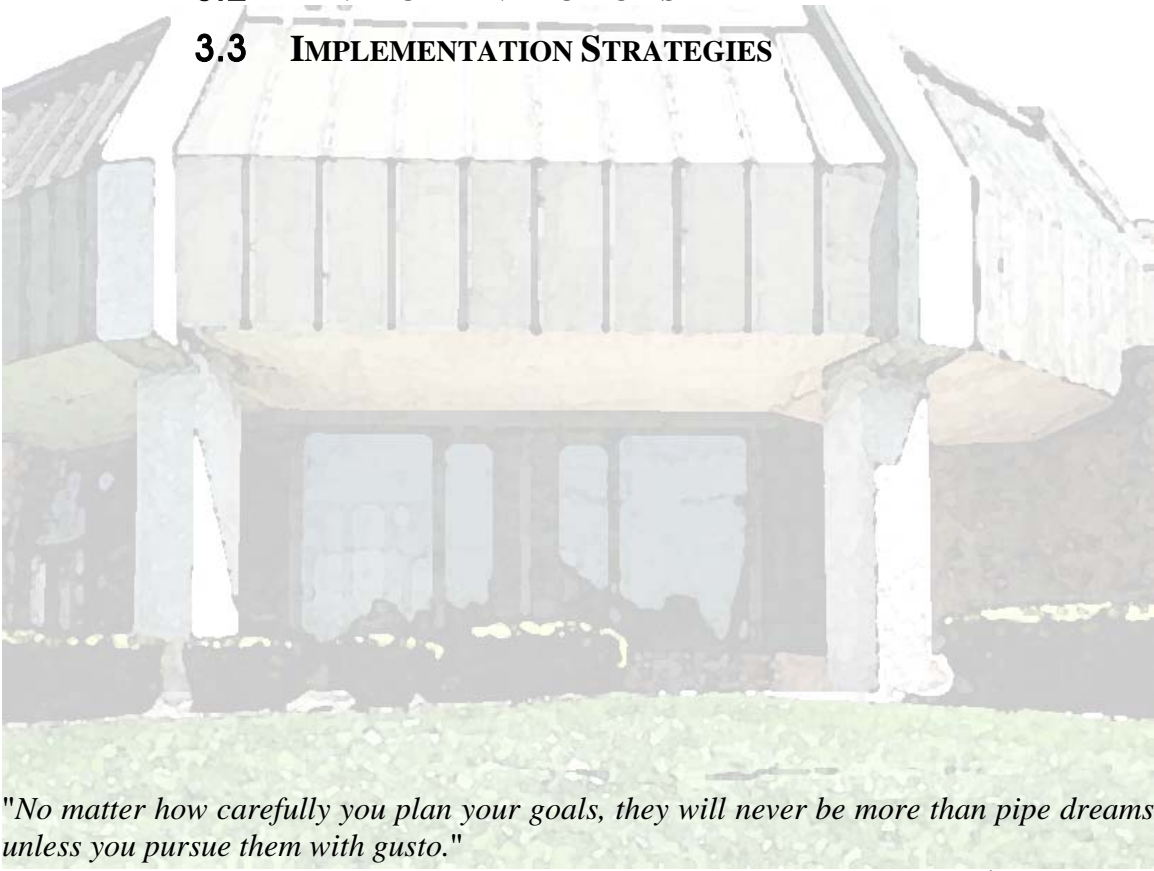 3.3 IMPLEMENTATION STRATEGIES
"No matter how carefully you plan your goals, they will never be more than pipe dreams
unless you pursue them with gusto."